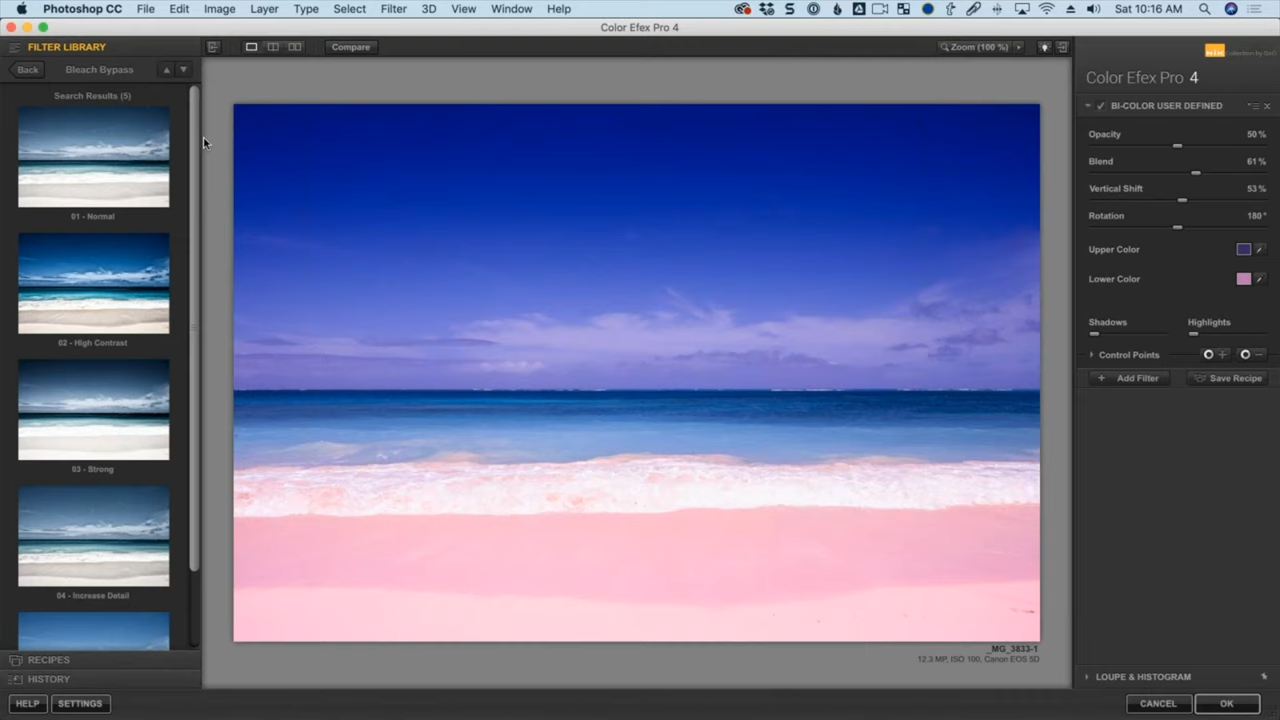 Photoshop CC File Edit Image Layer Type Select Filter 3D View Window Help Sat 10:16 AM
Color Efex Pro 4
FILTER LIBRARY
Compare
Zoom (100 %)
Back
Bleach Bypass
Search Results (5)
01 - Normal
02 - High Contrast
03 - Strong
04 - Increase Detail
RECIPES
HISTORY
HELP
SETTINGS
_MG_3833-1
12.3 MP, ISO 100, Canon EOS 5D
Color Efex Pro 4
BI-COLOR USER DEFINED
Opacity 50 %
Blend 61 %
Vertical Shift 53 %
Rotation 180 °
Upper Color
Lower Color
Shadows Highlights
Control Points
+ Add Filter
Save Recipe
LOUPE & HISTOGRAM
CANCEL
OK